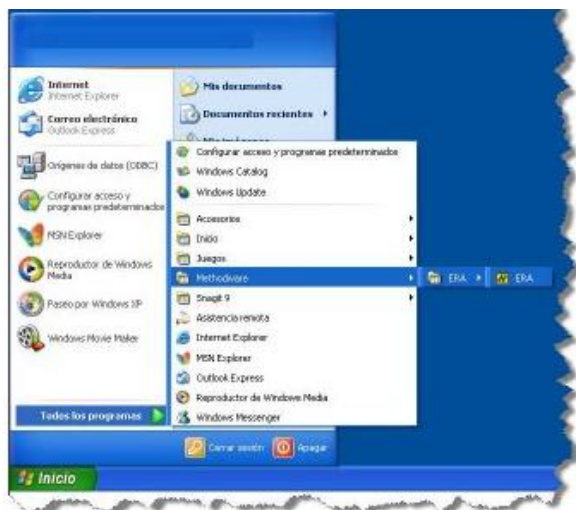 Internet
Internet Explorer
Correo electrónico
Outlook Express
Orígenes de datos (ODBC)
Configurar acceso y
programas predeterminados
MSN Explorer
Reproductor de Windows
Media
Paseo por Windows XP
Windows Movie Maker
Todos los programas
Mis documentos
Documentos recientes
Mis imágenes
Configurar acceso y programas predeterminados
Windows Catalog
Windows Update
Accesorios
Inicio
Juegos
Methodware
ERA
ERA
SnagIt 9
Asistencia remota
Internet Explorer
MSN Explorer
Outlook Express
Reproductor de Windows Media
Windows Messenger
Cerrar sesión
Apagar
Inicio